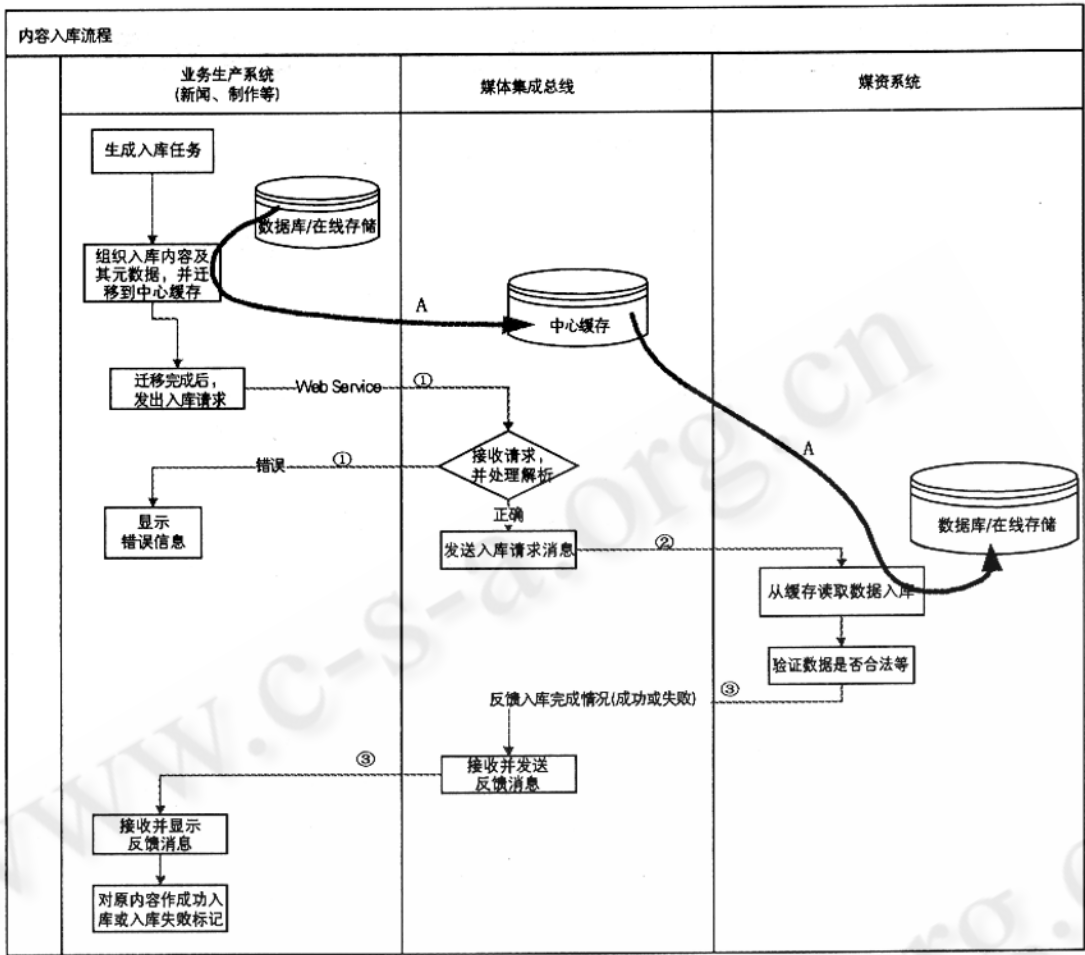 内容入库流程
业务生产系统
(新闻、制作等)
媒体集成总线
媒资系统
生成入库任务
数据库/在线存储
组织入库内容及
其元数据，并迁
移到中心缓存
A
中心缓存
迁移完成后，
发出入库请求
Web Service
①
接收请求，
并处理解析
A
错误
①
显示
错误信息
正确
发送入库请求消息
②
数据库/在线存储
从缓存读取数据入库
验证数据是否合法等
反馈入库完成情况(成功或失败)
③
接收并发送
反馈消息
③
接收并显示
反馈消息
对原内容作成功入
库或入库失败标记
www.c-s-a.org.cn